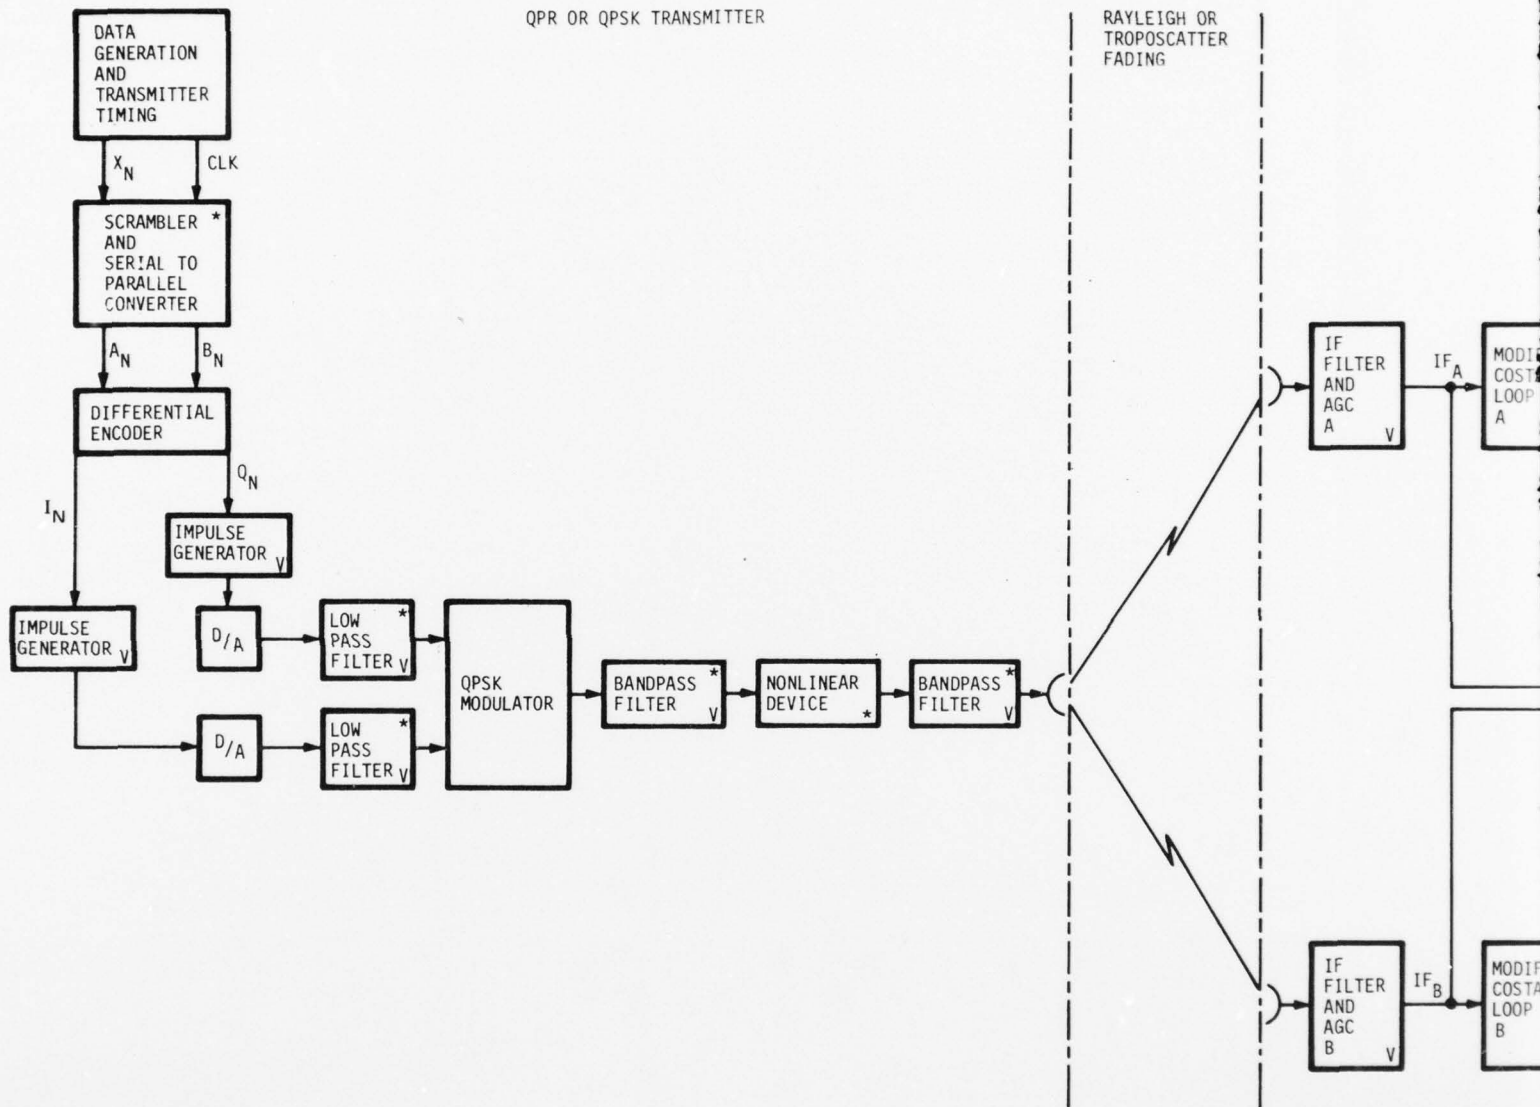 QPR OR QPSK TRANSMITTER
RAYLEIGH OR
TROPOSCATTER
FADING
DATA
GENERATION
AND
TRANSMITTER
TIMING
X_N
CLK
SCRAMBLER *
AND
SERIAL TO
PARALLEL
CONVERTER
A_N
B_N
DIFFERENTIAL
ENCODER
I_N
Q_N
IMPULSE
GENERATOR V
IMPULSE
GENERATOR V
D/A
LOW *
PASS
FILTER V
D/A
LOW *
PASS
FILTER V
QPSK
MODULATOR
BANDPASS *
FILTER V
NONLINEAR
DEVICE *
BANDPASS *
FILTER V
IF
FILTER
AND
AGC
A V
IF_A
LOOP
A
IF
FILTER
AND
AGC
B V
IF_B
LOOP
B